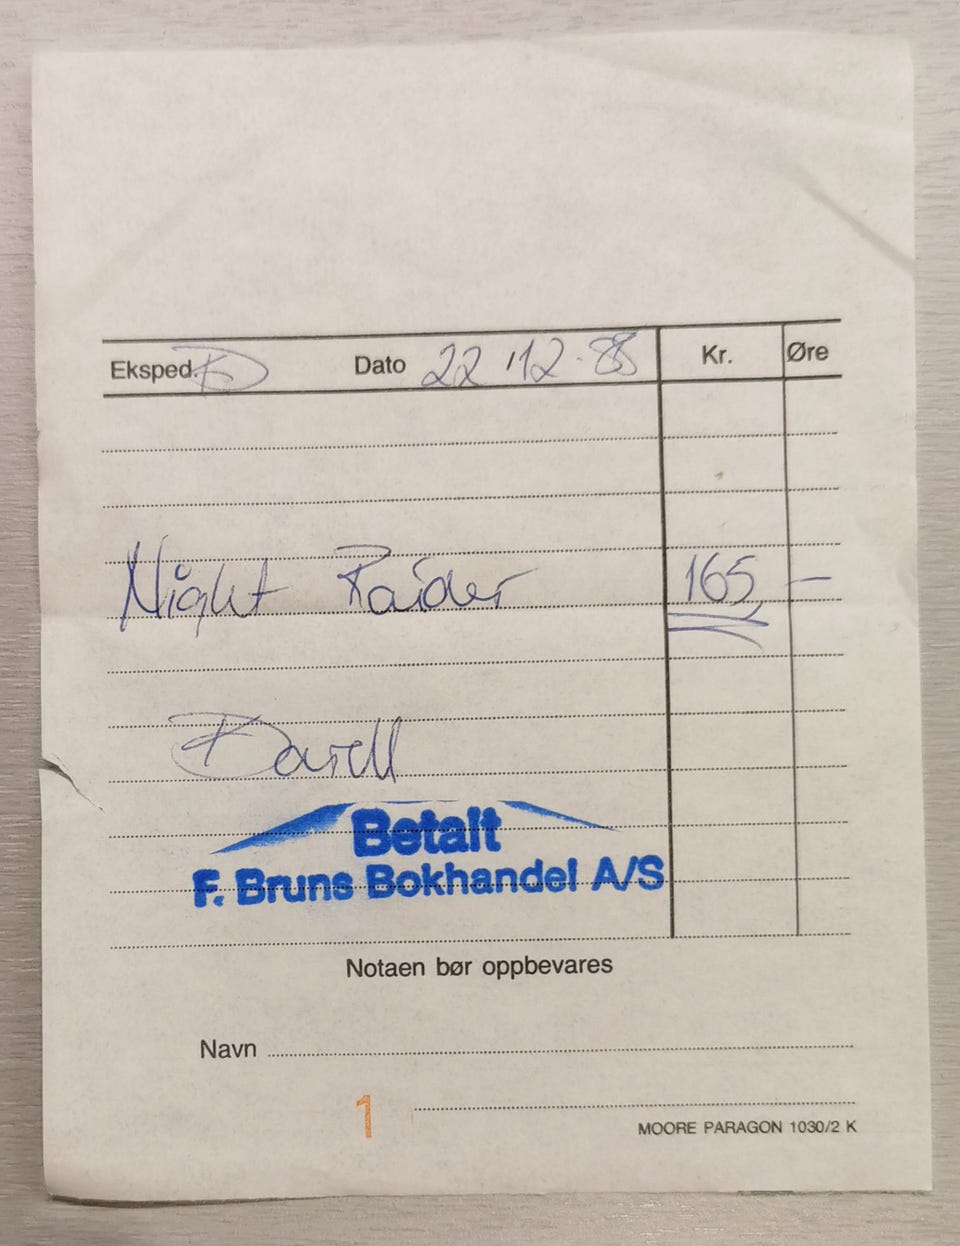 Eksped. D Dato 22/12-88 Kr. Øre
Night Raider 165 –
Betalt
F. Bruns Bokhandel A/S
Notaen bør oppbevares
Navn
1
MOORE PARAGON 1030/2 K